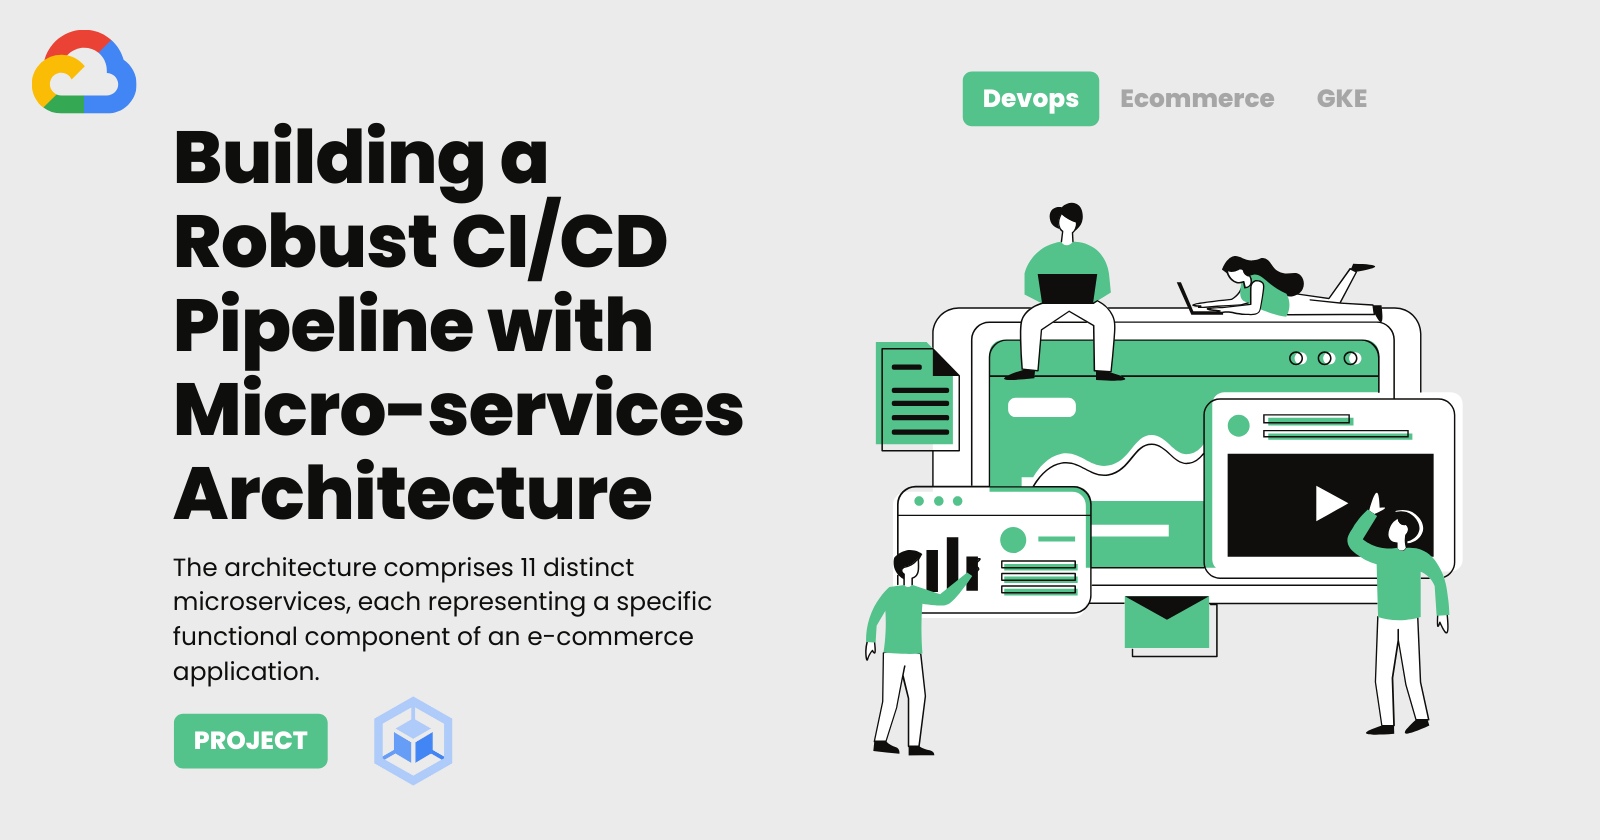 Devops Ecommerce GKE
Building a
Robust CI/CD
Pipeline with
Micro-services
Architecture
The architecture comprises 11 distinct
microservices, each representing a specific
functional component of an e-commerce
application.
PROJECT